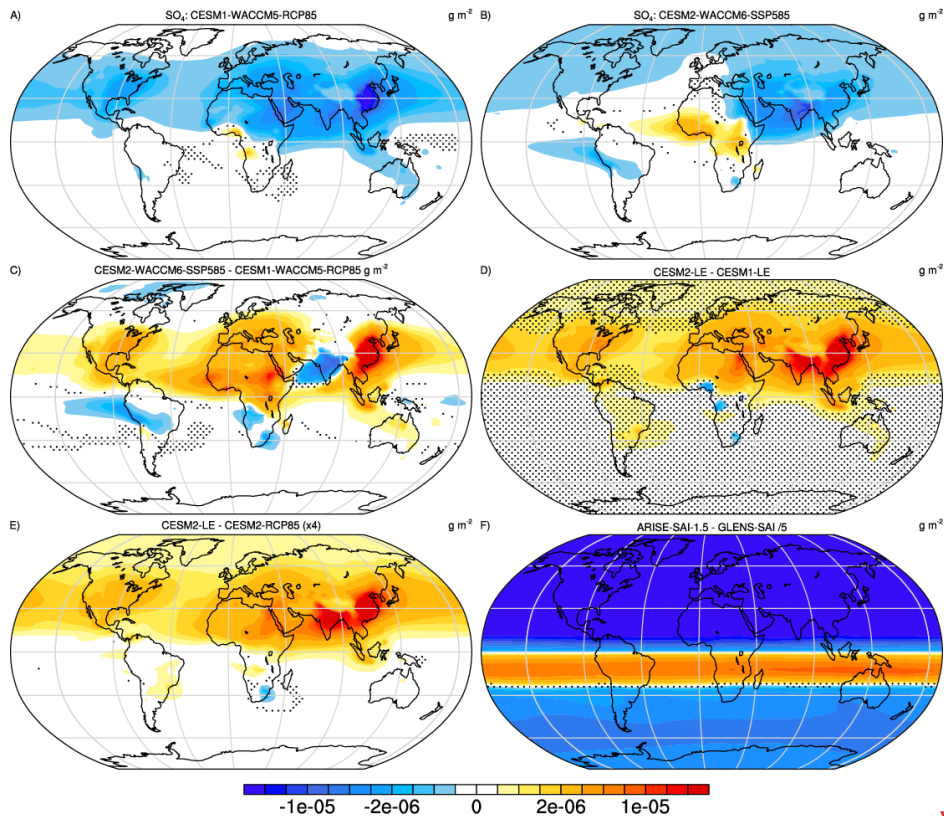 A) SO₄: CESM1-WACCM5-RCP85 g m⁻²
B) SO₄: CESM2-WACCM6-SSP585 g m⁻²
C) CESM2-WACCM6-SSP585 - CESM1-WACCM5-RCP85 g m⁻²
D) CESM2-LE - CESM1-LE g m⁻²
E) CESM2-LE - CESM2-RCP85 (x4) g m⁻²
F) ARISE-SAI-1.5 - GLENS-SAI /5 g m⁻²
-1e-05 -2e-06 0 2e-06 1e-05